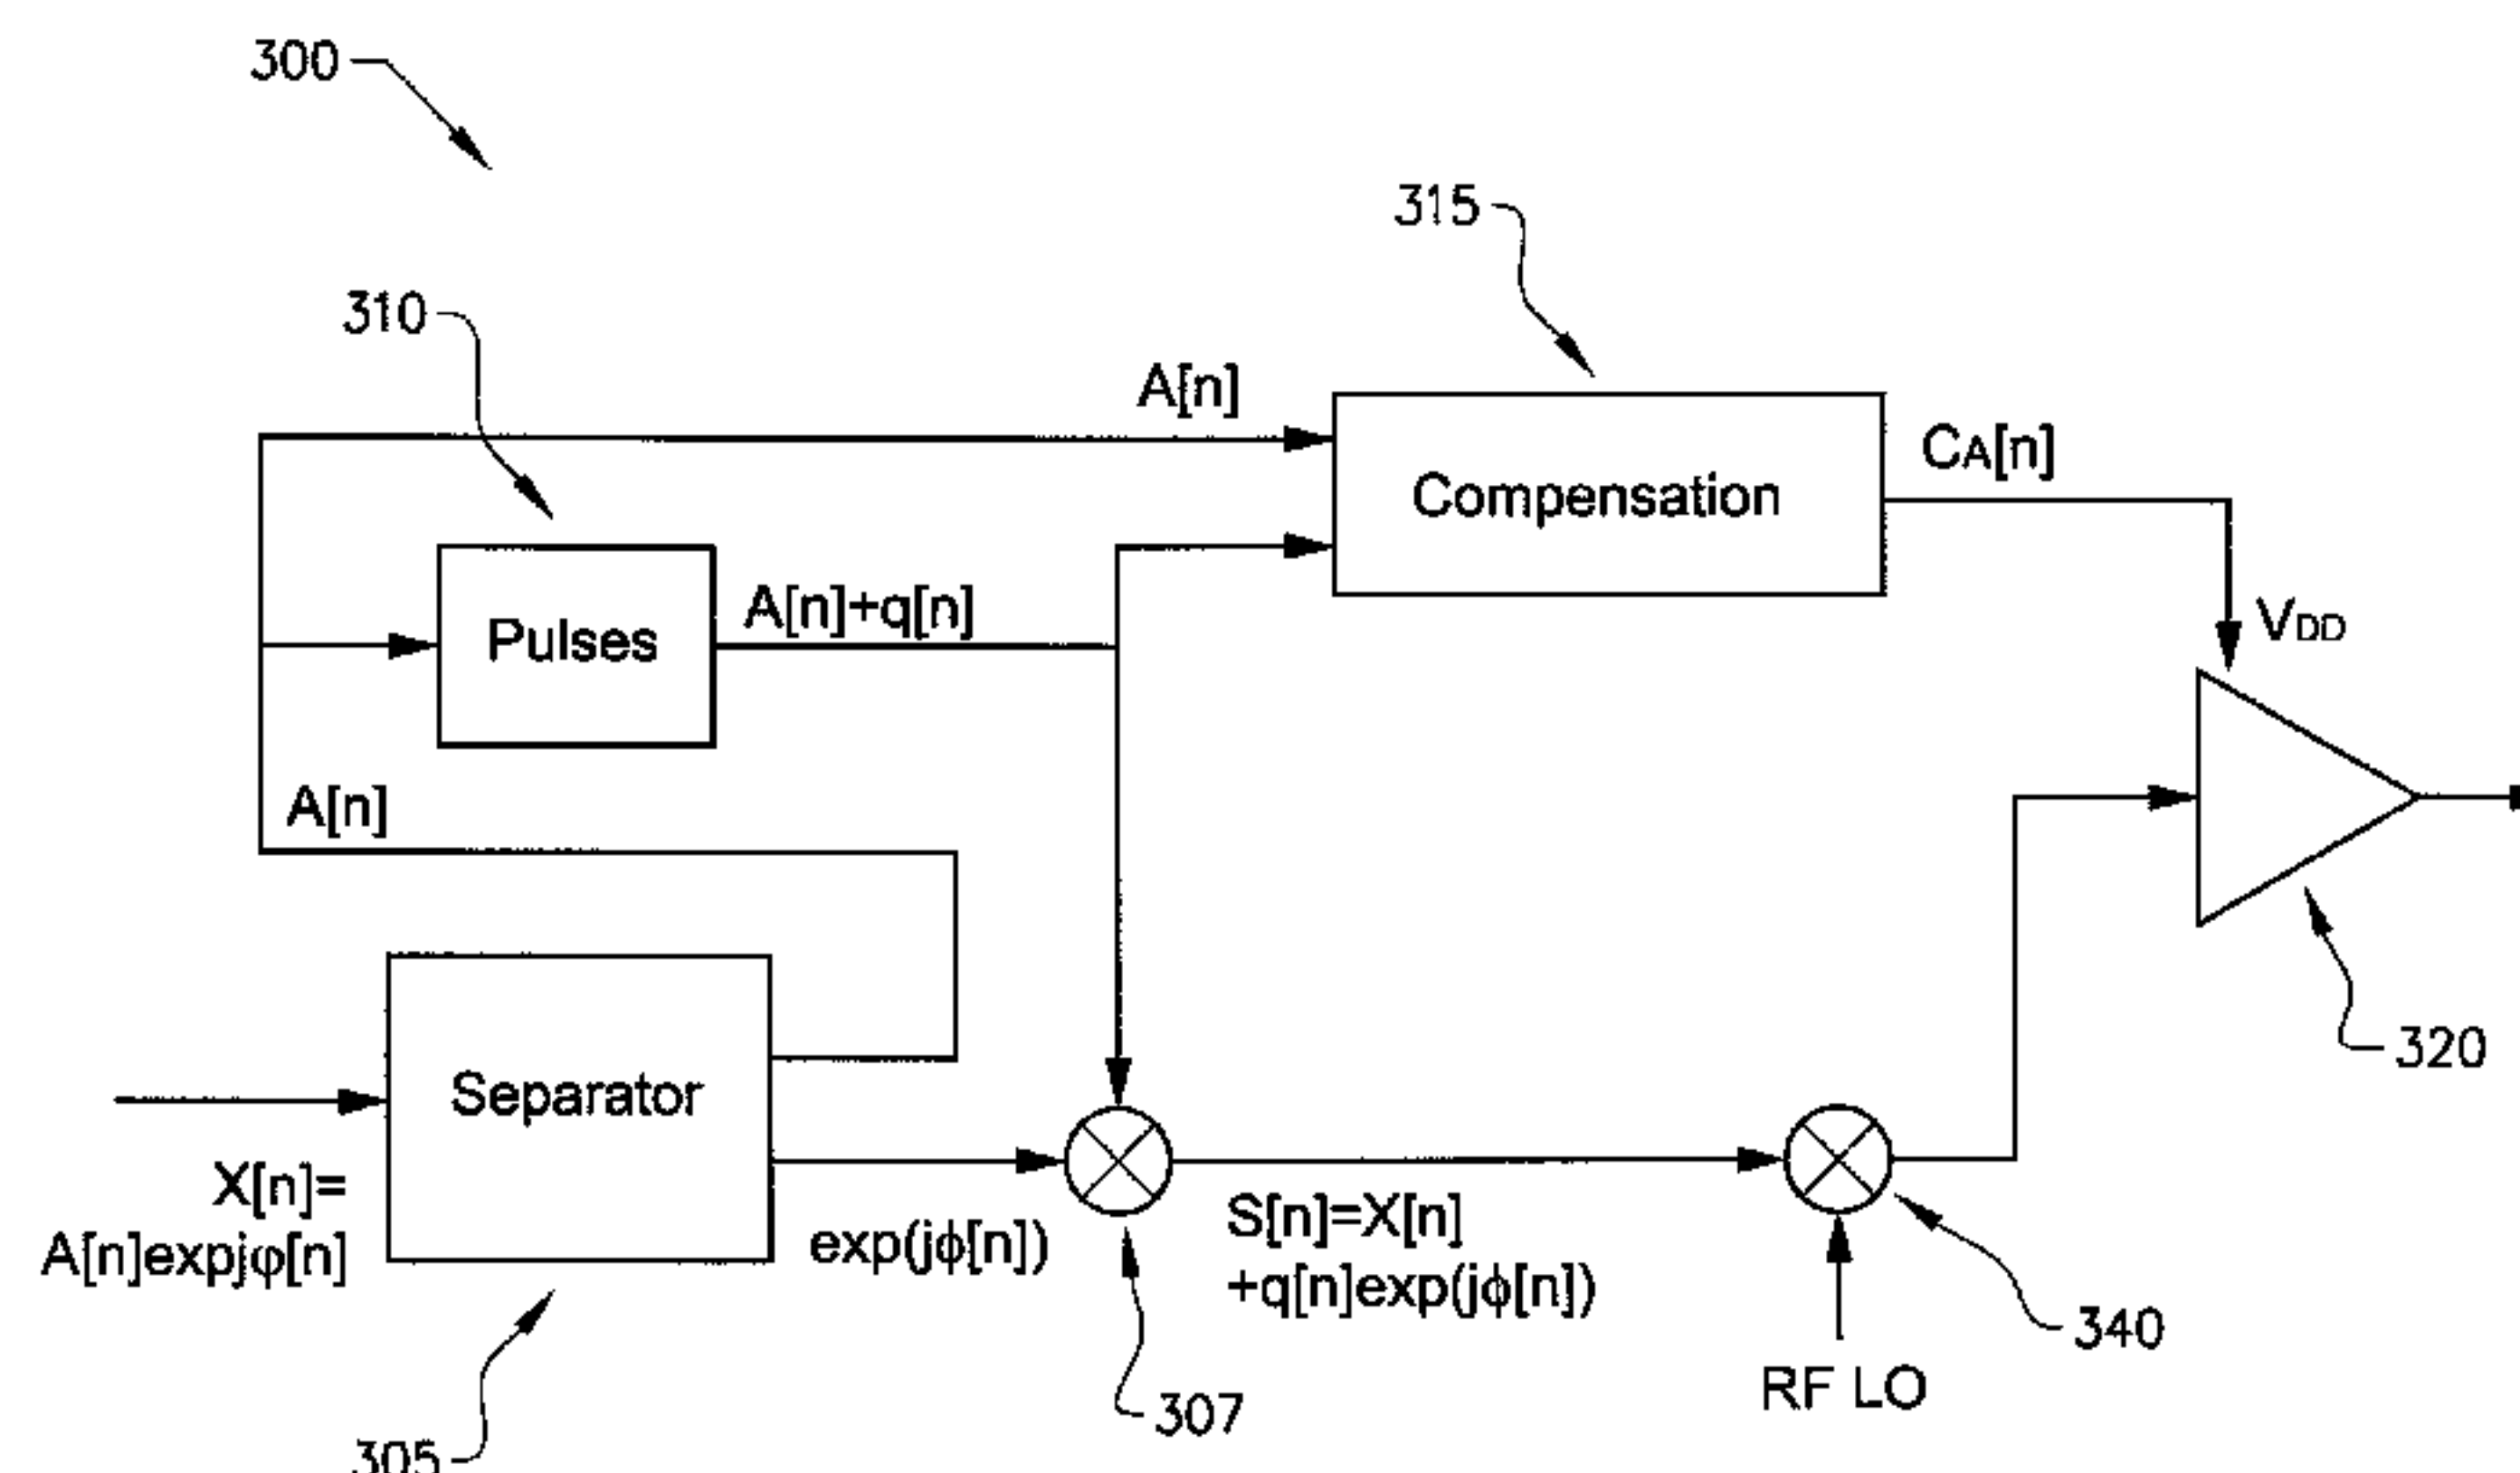 300
315
310
A[n]
CA[n]
Compensation
A[n]+q[n]
Pulses
VDD
A[n]
320
Separator
X[n]=
A[n]expjφ[n]
exp(jϕ[n])
S[n]=X[n]
+q[n]exp(jϕ[n])
340
RF LO
307
305